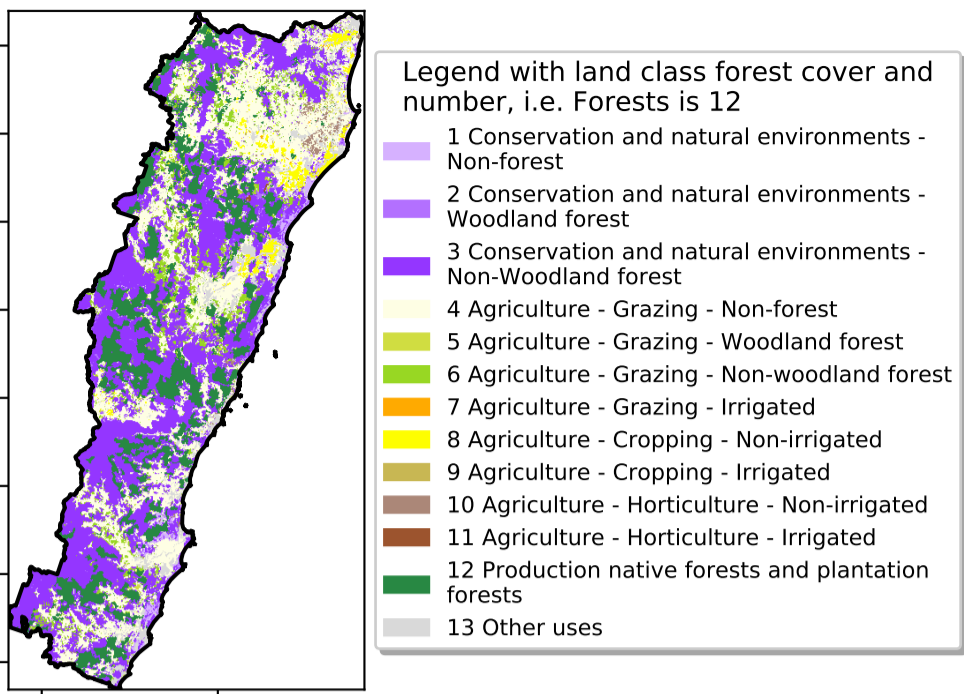 Legend with land class forest cover and
number, i.e. Forests is 12
1 Conservation and natural environments -
Non-forest
2 Conservation and natural environments -
Woodland forest
3 Conservation and natural environments -
Non-Woodland forest
4 Agriculture - Grazing - Non-forest
5 Agriculture - Grazing - Woodland forest
6 Agriculture - Grazing - Non-woodland forest
7 Agriculture - Grazing - Irrigated
8 Agriculture - Cropping - Non-irrigated
9 Agriculture - Cropping - Irrigated
10 Agriculture - Horticulture - Non-irrigated
11 Agriculture - Horticulture - Irrigated
12 Production native forests and plantation
forests
13 Other uses